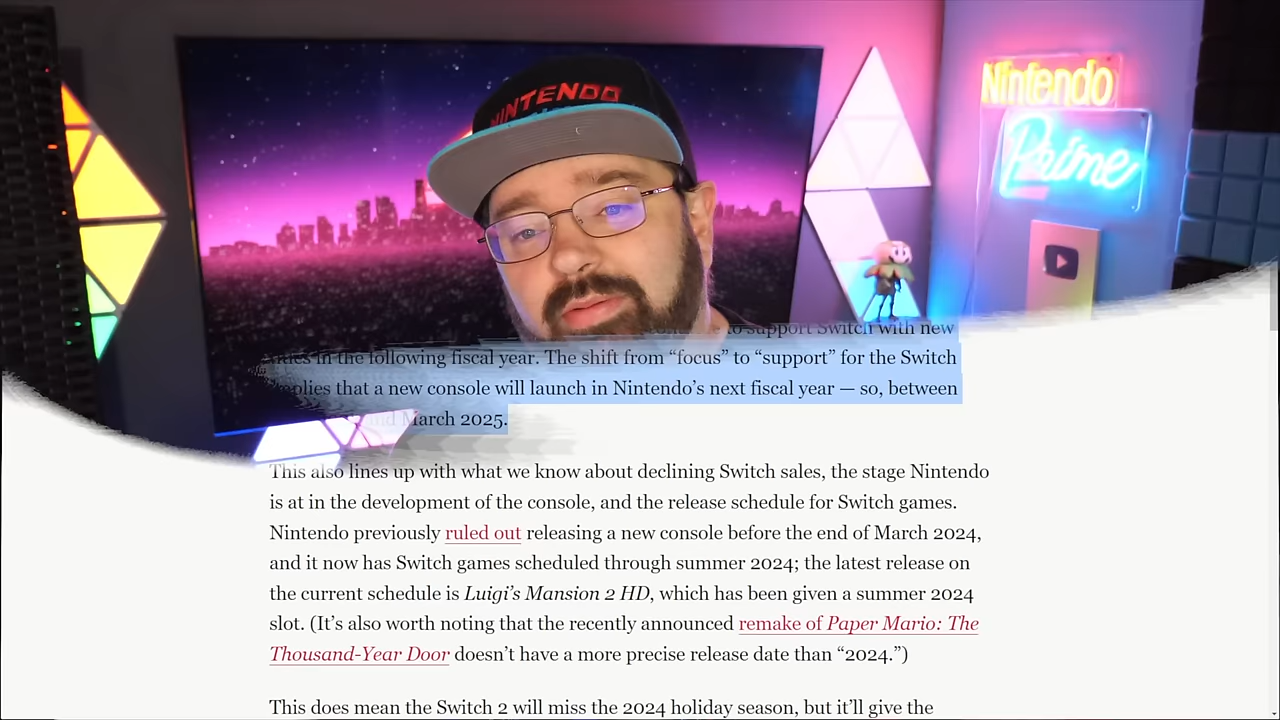 NINTENDO
Nintendo
Prime
to support Switch with new
in the following fiscal year. The shift from “focus” to “support” for the Switch
implies that a new console will launch in Nintendo’s next fiscal year — so, between
and March 2025.
This also lines up with what we know about declining Switch sales, the stage Nintendo
is at in the development of the console, and the release schedule for Switch games.
Nintendo previously ruled out releasing a new console before the end of March 2024,
and it now has Switch games scheduled through summer 2024; the latest release on
the current schedule is Luigi’s Mansion 2 HD, which has been given a summer 2024
slot. (It’s also worth noting that the recently announced remake of Paper Mario: The
Thousand-Year Door doesn’t have a more precise release date than “2024.”)
This does mean the Switch 2 will miss the 2024 holiday season, but it’ll give the